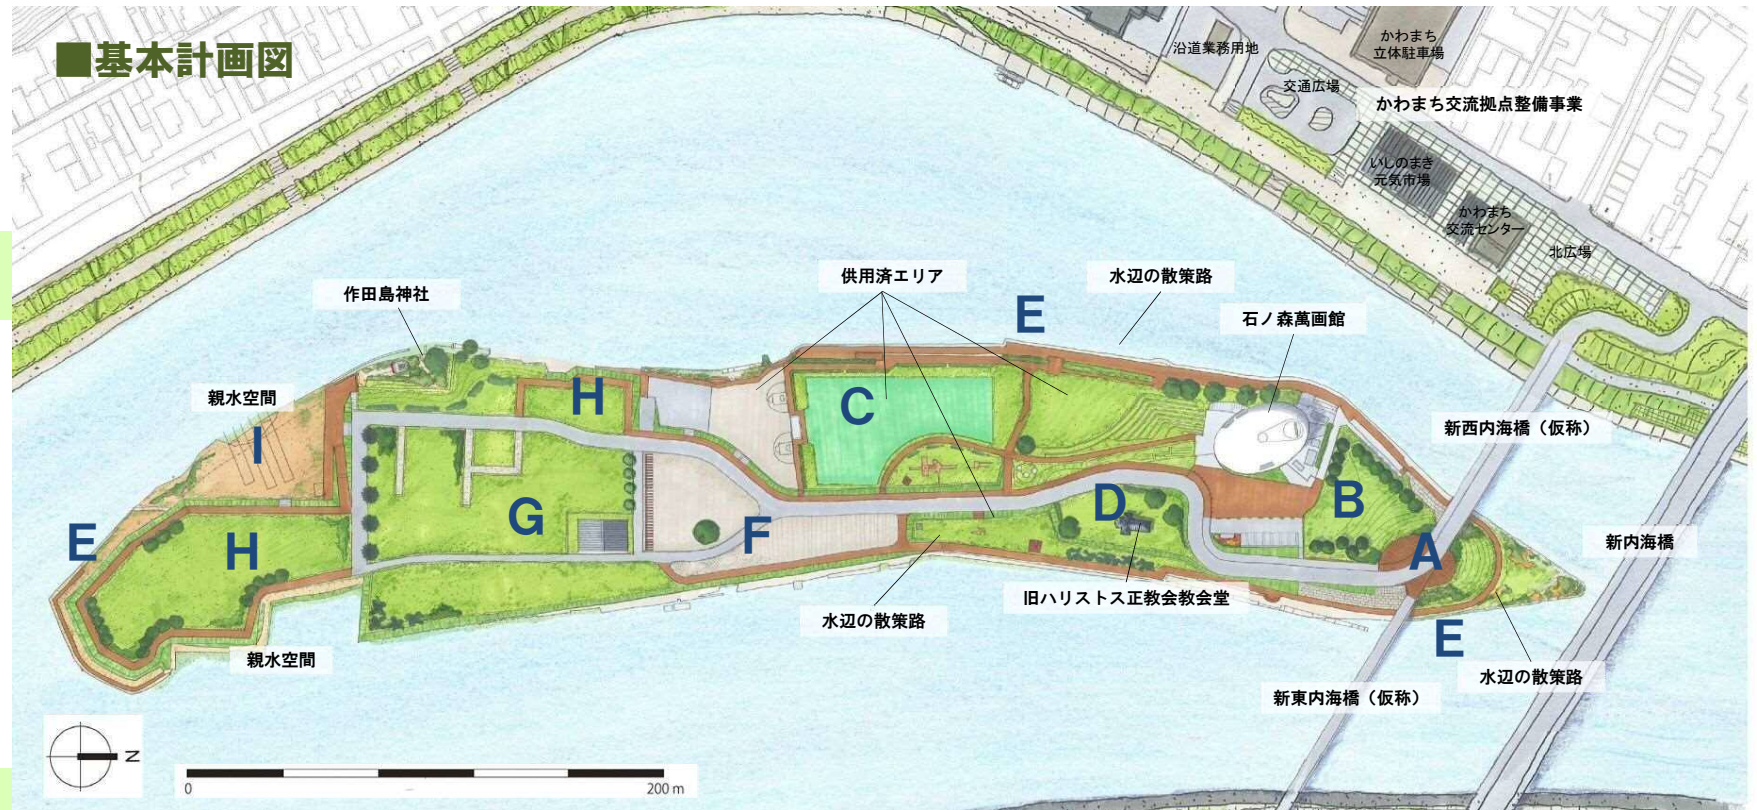 ■基本計画図
沿道業務用地
かわまち
立体駐車場
交通広場
かわまち交流拠点整備事業
いしのまき
元気市場
かわまち
交流センター
北広場
供用済エリア
水辺の散策路
作田島神社
E
石ノ森萬画館
親水空間
H
C
新西内海橋（仮称）
I
G
D
B
E
H
F
A
新内海橋
旧ハリストス正教会教会堂
水辺の散策路
E
親水空間
水辺の散策路
新東内海橋（仮称）
N
0
200 m